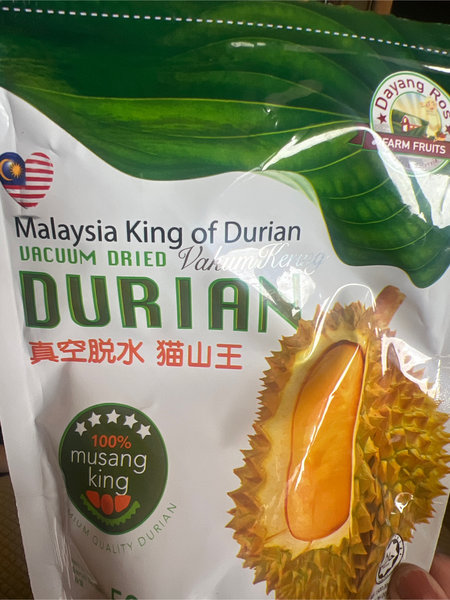 Dayang Ros
FARM FRUITS
Malaysia King of Durian
VACUUM DRIED
DURIAN
真空脱水 猫山王
100%
musang
king
MIUM QUALITY DURIAN